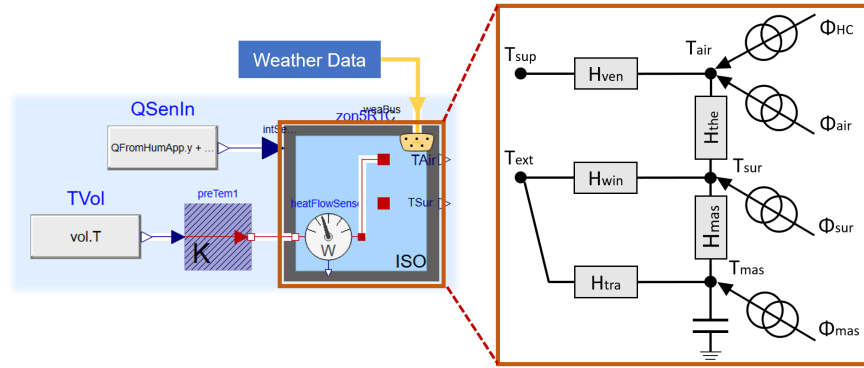 Weather Data
QSenIn
QFromHumApp.y + ...
intSe...
weaBus
zon5R1C
TAir
TSur
TVol
vol.T
preTem1
K
heatFlowSense
W
ISO
Tsup
Hven
Tair
ΦHC
Φair
Hthe
Text
Hwin
Tsur
Φsur
Hmas
Htra
Tmas
Φmas